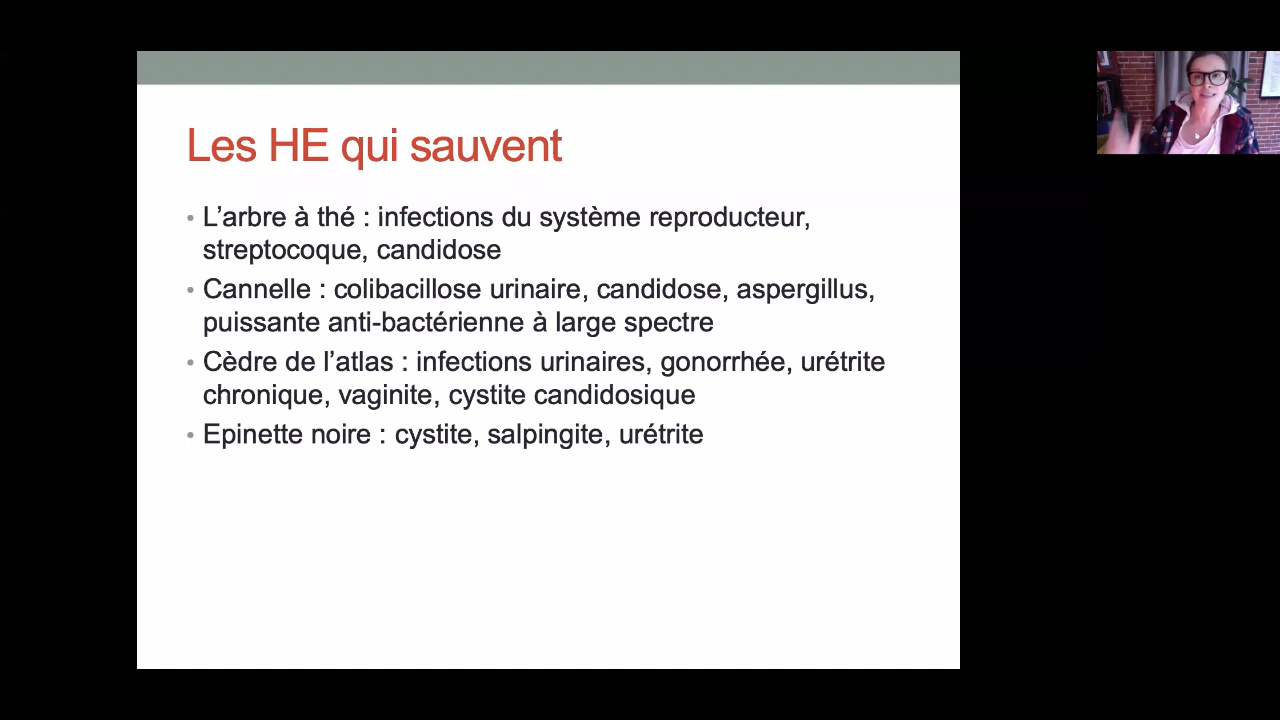 Les HE qui sauvent
• L’arbre à thé : infections du système reproducteur,
streptocoque, candidose
• Cannelle : colibacillose urinaire, candidose, aspergillus,
puissante anti-bactérienne à large spectre
• Cèdre de l’atlas : infections urinaires, gonorrhée, urétrite
chronique, vaginite, cystite candidosique
• Epinette noire : cystite, salpingite, urétrite